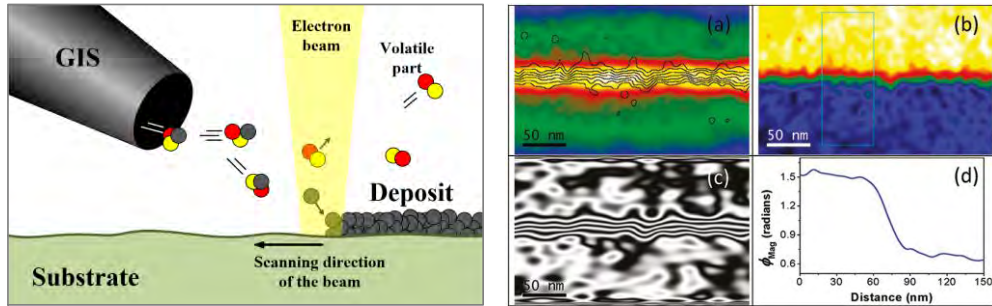 GIS
Electron
beam
Volatile
part
Deposit
Substrate
Scanning direction
of the beam
(a)
50 nm
(b)
50 nm
(c)
50 nm
(d)
1.5
1.2
0.9
0.6
ϕMag (radians)
0 30 60 90 120 150
Distance (nm)